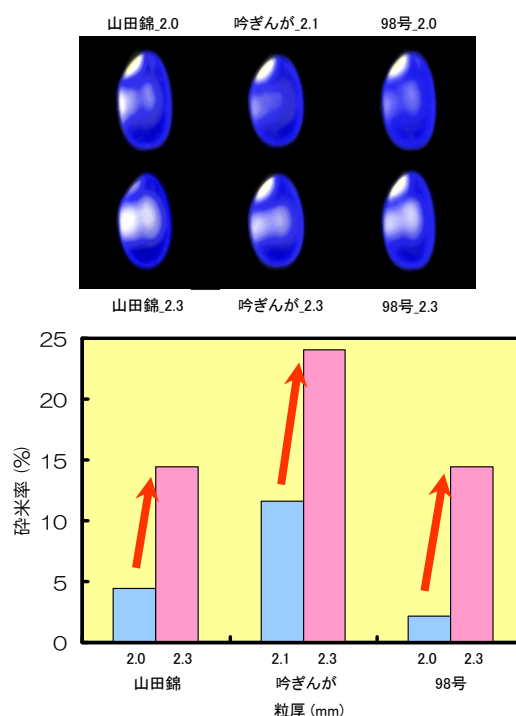 山田錦_2.0 吟ぎんが_2.1 98号_2.0
山田錦_2.3 吟ぎんが_2.3 98号_2.3
砕米率 (%)
25
20
15
10
5
0
2.0 2.3 2.1 2.3 2.0 2.3
山田錦 吟ぎんが 98号
粒厚 (mm)